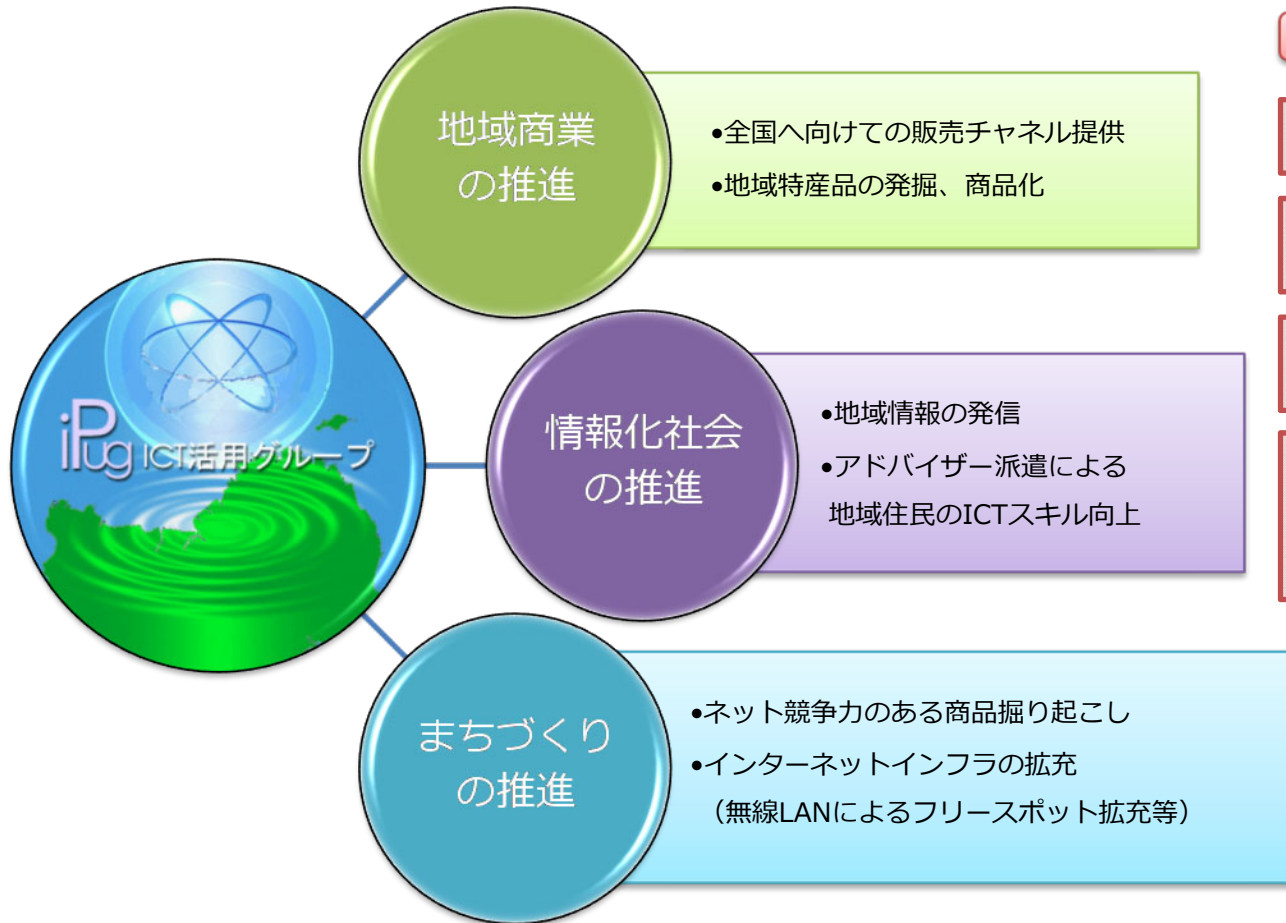 地域商業
の推進
•全国へ向けての販売チャネル提供
•地域特産品の発掘、商品化
iPug ICT活用グループ
情報化社会
の推進
•地域情報の発信
•アドバイザー派遣による
地域住民のICTスキル向上
まちづくり
の推進
•ネット競争力のある商品掘り起こし
•インターネットインフラの拡充
（無線LANによるフリースポット拡充等）